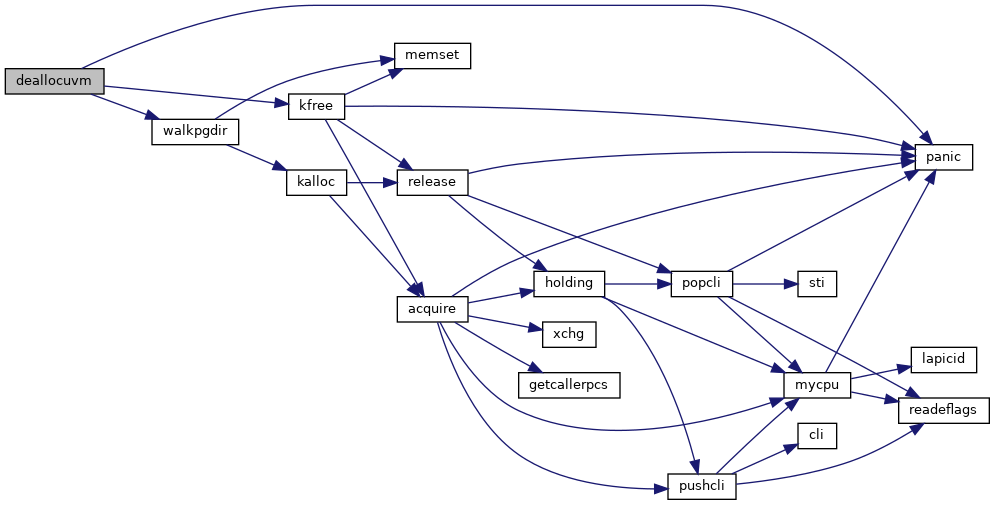 deallocuvm
memset
kfree
walkpgdir
panic
kalloc
release
holding
popcli
sti
acquire
xchg
lapicid
getcallerpcs
mycpu
readeflags
cli
pushcli